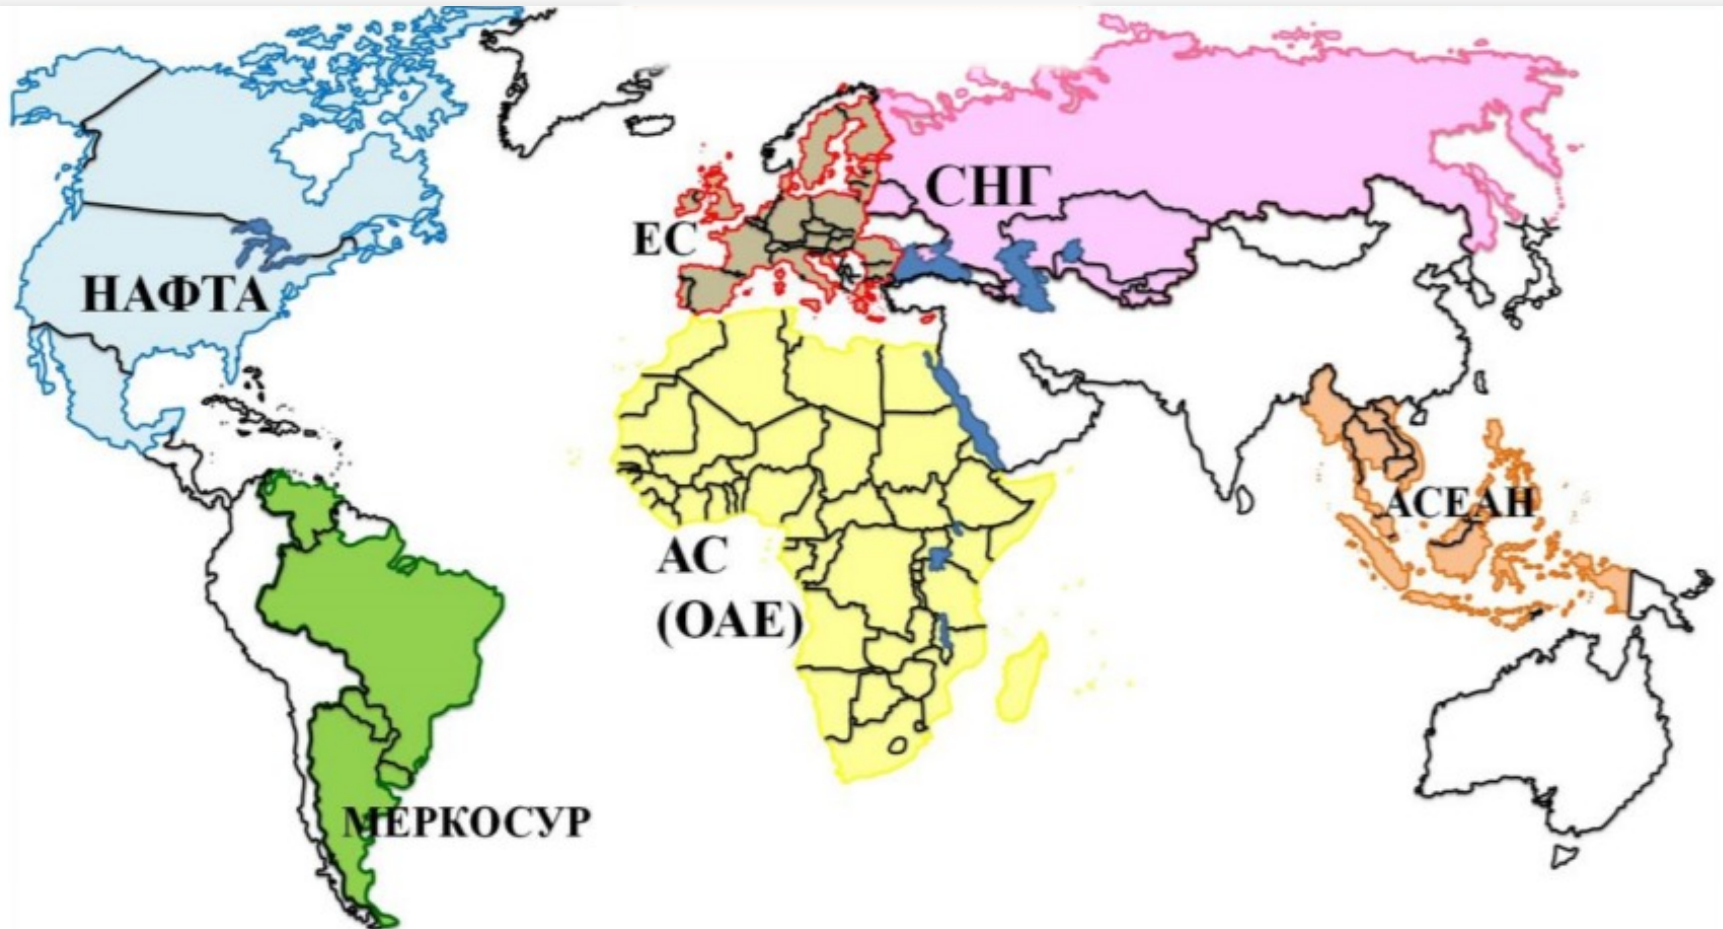 СНГ
ЕС
НАФТА
АСЕАН
АС
(ОАЕ)
МЕРКОСУР